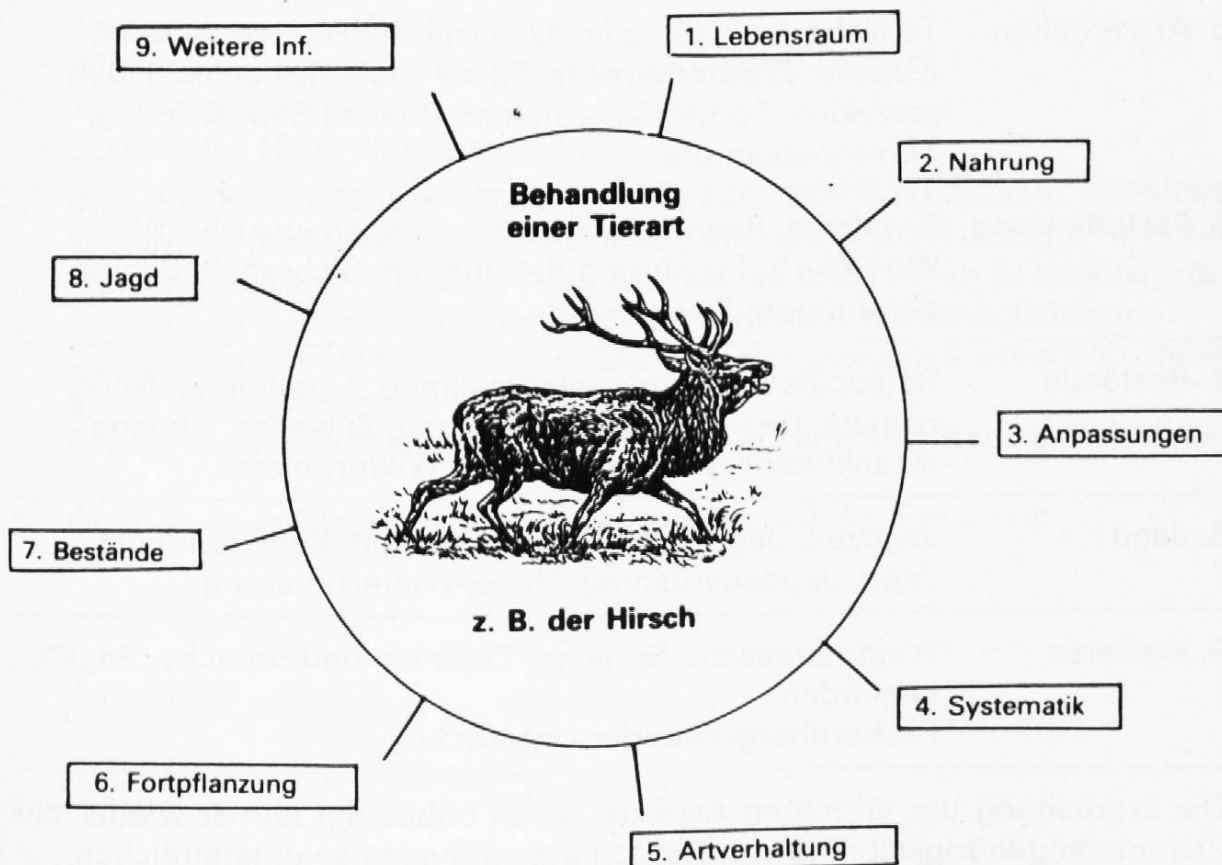 9. Weitere Inf.
1. Lebensraum
2. Nahrung
Behandlung
einer Tierart
8. Jagd
3. Anpassungen
7. Bestände
z. B. der Hirsch
4. Systematik
6. Fortpflanzung
5. Artverhaltung